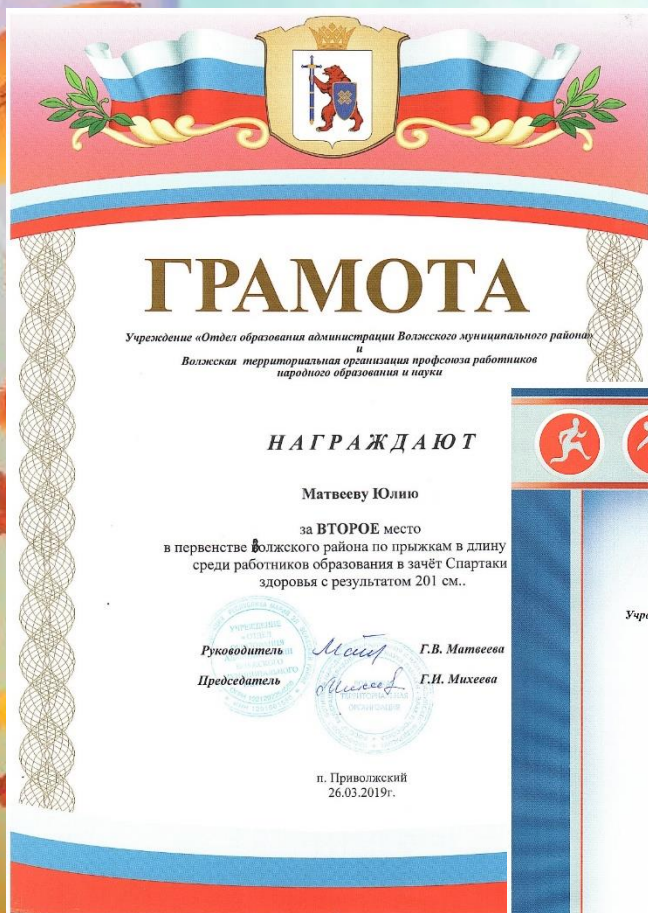 ГРАМОТА
Учреждение «Отдел образования администрации Волжского муниципального района»
и
Волжская территориальная организация профсоюза работников
народного образования и науки
НАГРАЖДАЮТ
Матвееву Юлию
за ВТОРОЕ место
в первенстве Волжского района по прыжкам в длину
среди работников образования в зачёт Спартаки
здоровья с результатом 201 см..
Руководитель Г.В. Матвеева
Председатель Г.И. Михеева
п. Приволжский
26.03.2019г.
Учре